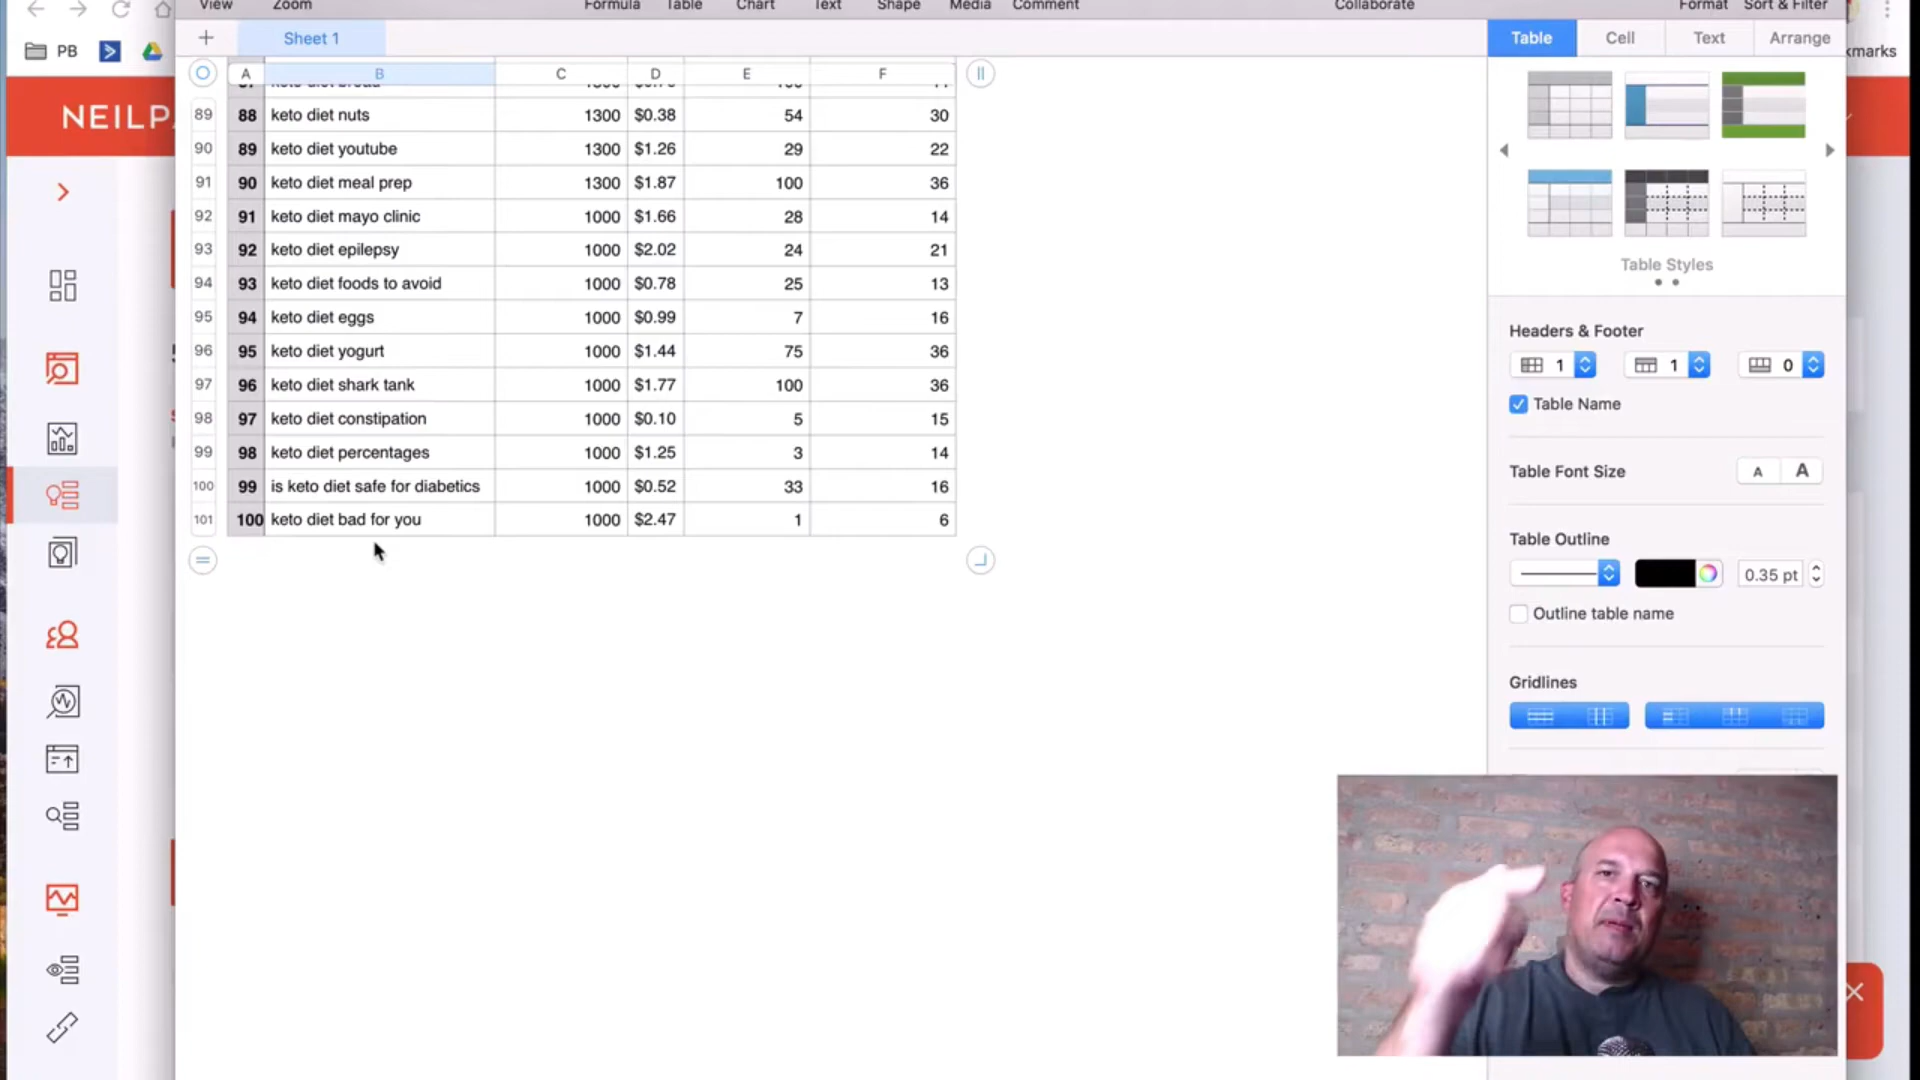 View Zoom Formula Table Chart Text Shape Media Comment Collaborate Format Sort & Filter
PB
Sheet 1
Table Cell Text Arrange
kmarks
A B C D E F
NEILP
89 88 keto diet nuts 1300 $0.38 54 30
90 89 keto diet youtube 1300 $1.26 29 22
91 90 keto diet meal prep 1300 $1.87 100 36
92 91 keto diet mayo clinic 1000 $1.66 28 14
93 92 keto diet epilepsy 1000 $2.02 24 21
94 93 keto diet foods to avoid 1000 $0.78 25 13
95 94 keto diet eggs 1000 $0.99 7 16
96 95 keto diet yogurt 1000 $1.44 75 36
97 96 keto diet shark tank 1000 $1.77 100 36
98 97 keto diet constipation 1000 $0.10 5 15
99 98 keto diet percentages 1000 $1.25 3 14
100 99 is keto diet safe for diabetics 1000 $0.52 33 16
101 100 keto diet bad for you 1000 $2.47 1 6
Table Styles
Headers & Footer
1 1 0
Table Name
Table Font Size A A
Table Outline
0.35 pt
Outline table name
Gridlines